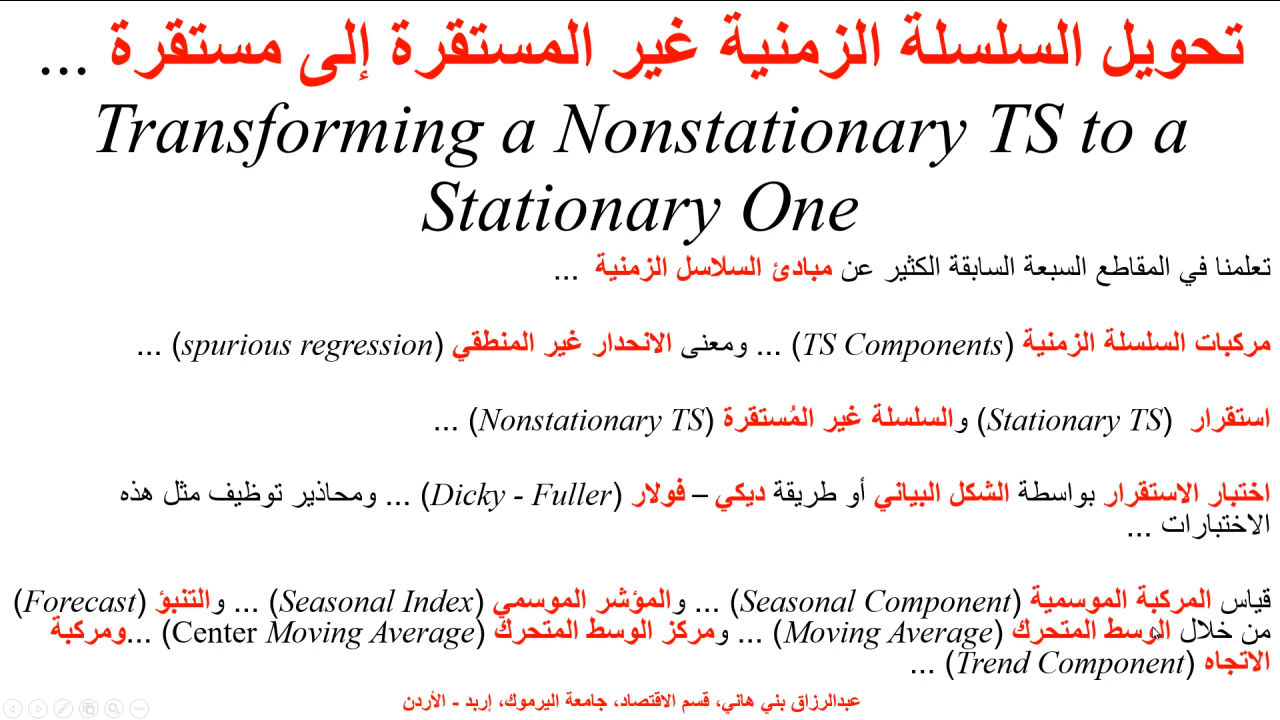 تحويل السلسلة الزمنية غير المستقرة إلى مستقرة ...
Transforming a Nonstationary TS to a
Stationary One
تعلمنا في المقاطع السبعة السابقة الكثير عن مبادئ السلاسل الزمنية ...
مركبات السلسلة الزمنية (TS Components) ... ومعنى الانحدار غير المنطقي (spurious regression) ...
استقرار (Stationary TS) والسلسلة غير المُستقرة (Nonstationary TS) ...
اختبار الاستقرار بواسطة الشكل البياني أو طريقة ديكي – فولار (Dicky - Fuller) ... ومحاذير توظيف مثل هذه
الاختبارات ...
قياس المركبة الموسمية (Seasonal Component) ... والمؤشر الموسمي (Seasonal Index) ... والتنبؤ (Forecast)
من خلال الوسط المتحرك (Moving Average) ... ومركز الوسط المتحرك (Center Moving Average) ...ومركبة
الاتجاه (Trend Component) ...
عبدالرزاق بني هاني، قسم الاقتصاد، جامعة اليرموك، إربد - الأردن